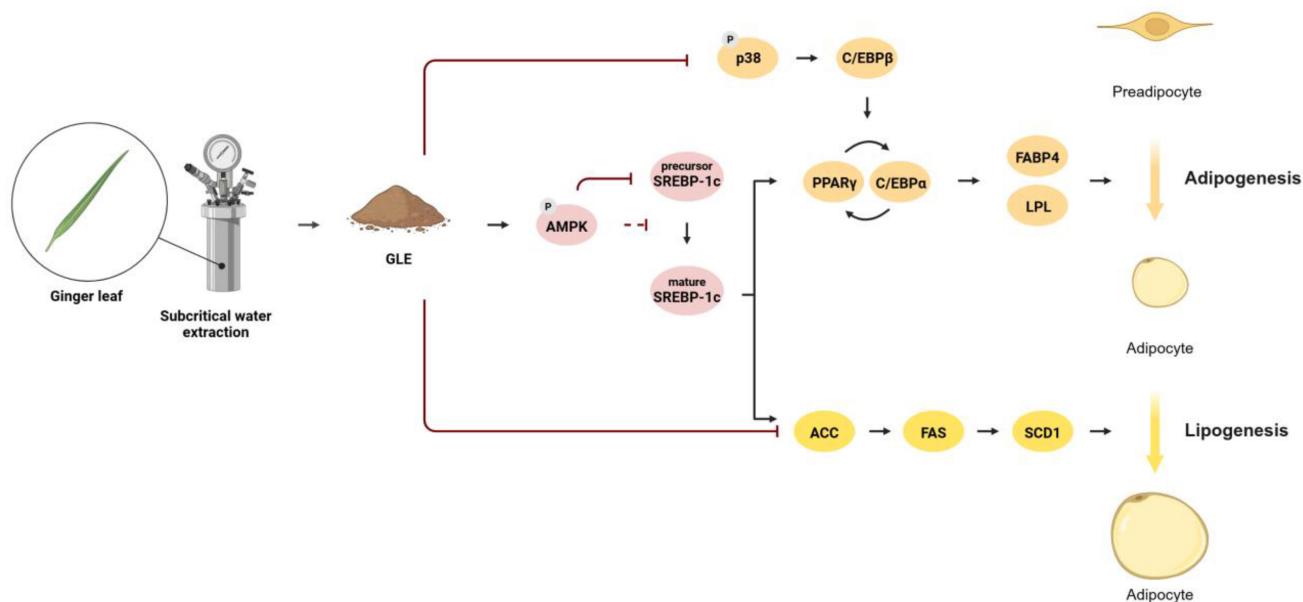 P
p38
C/EBPβ
Preadipocyte
precursor
SREBP-1c
FABP4
PPARγ
C/EBPα
Adipogenesis
LPL
P
AMPK
GLE
mature
SREBP-1c
Ginger leaf
Subcritical water
extraction
Adipocyte
ACC
FAS
SCD1
Lipogenesis
Adipocyte